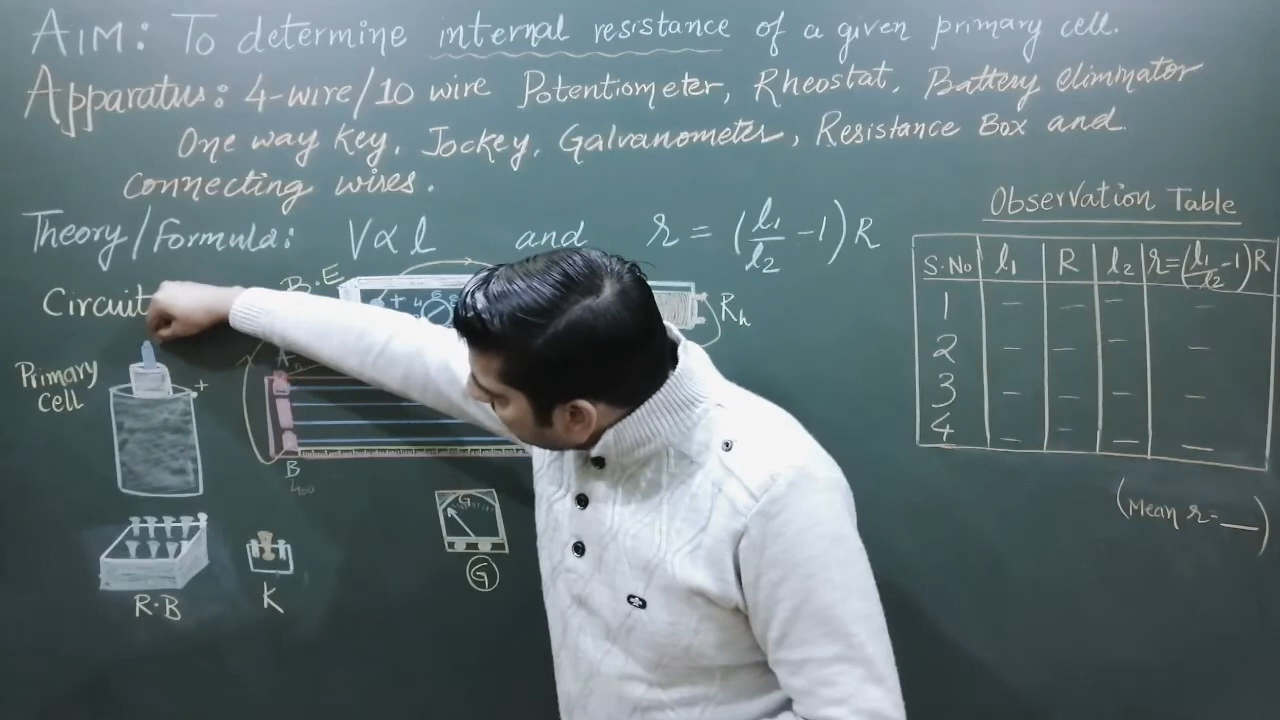 AIM: To determine internal resistance of a given primary cell.
Apparatus: 4-wire/10 wire Potentiometer, Rheostat, Battery eliminator
One way key, Jockey, Galvanometer, Resistance Box and
connecting wires.
Theory/Formula: V ∝ l and r = (l₁/l₂ - 1) R
Circuit
B.E
+
Rh
Primary
cell
+
A
B
400
G
G
R.B
K
Observation Table
S.No l₁ R l₂ r=(l₁/l₂-1)R
1 – – – –
2 – – – –
3 – – – –
4 – – – –
(Mean r = __)